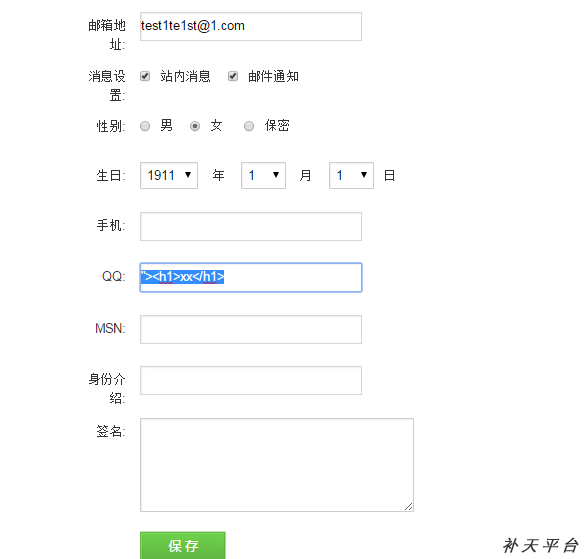 邮箱地 test1te1st@1.com
址:
消息设 站内消息 邮件通知
置:
性别: 男 女 保密
生日: 1911 年 1 月 1 日
手机:
QQ: "><h1>xx</h1>
MSN:
身份介
绍:
签名:
保存
补天平台